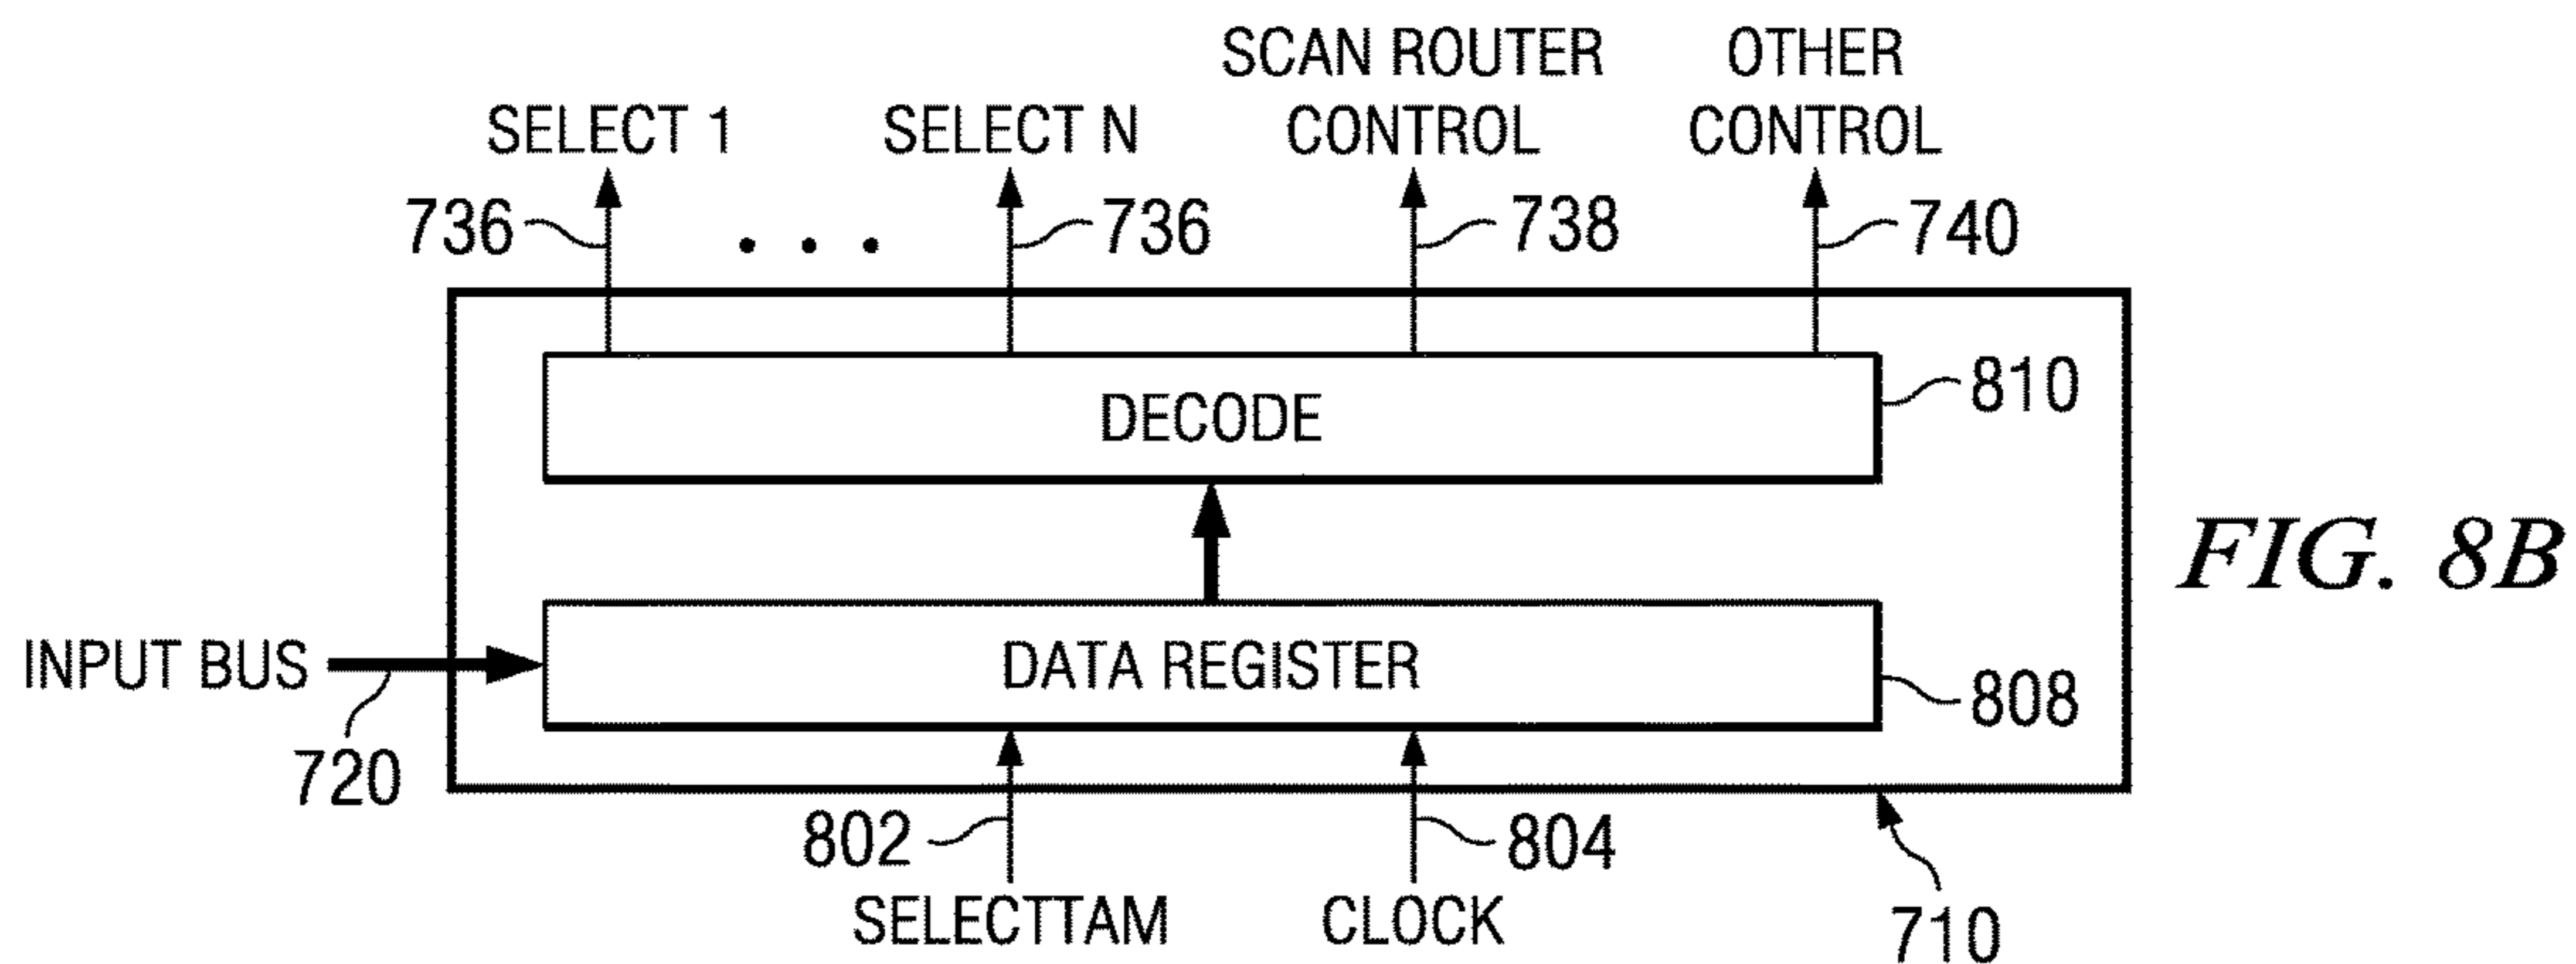 SCAN ROUTER OTHER
SELECT 1 SELECT N CONTROL CONTROL
736 736 738 740
. . .
DECODE 810
FIG. 8B
INPUT BUS DATA REGISTER 808
720 802 804
SELECTTAM CLOCK 710